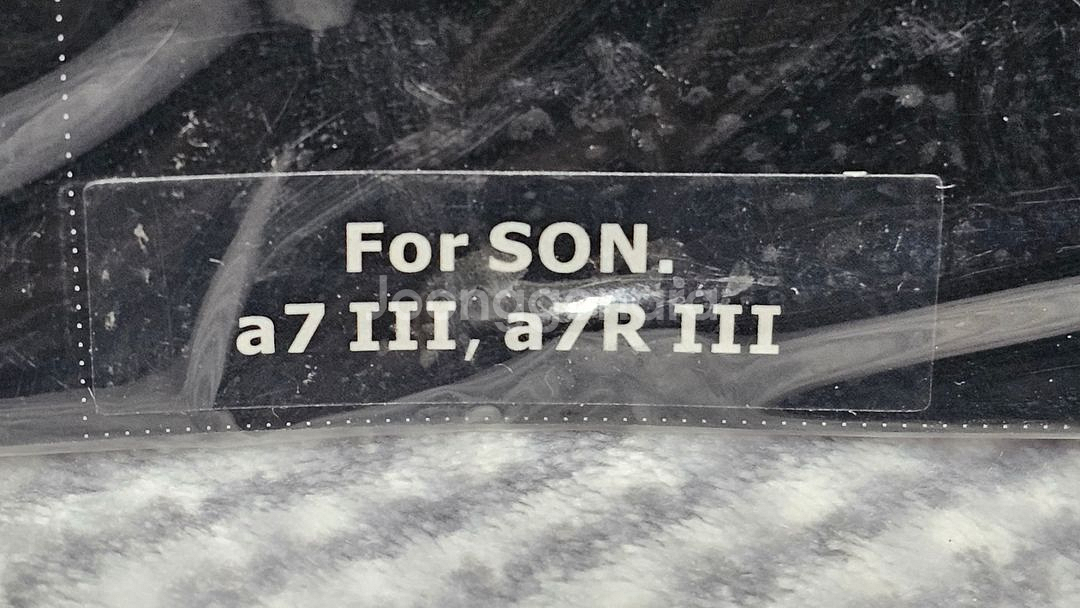 For SON.
a7 III, a7R III